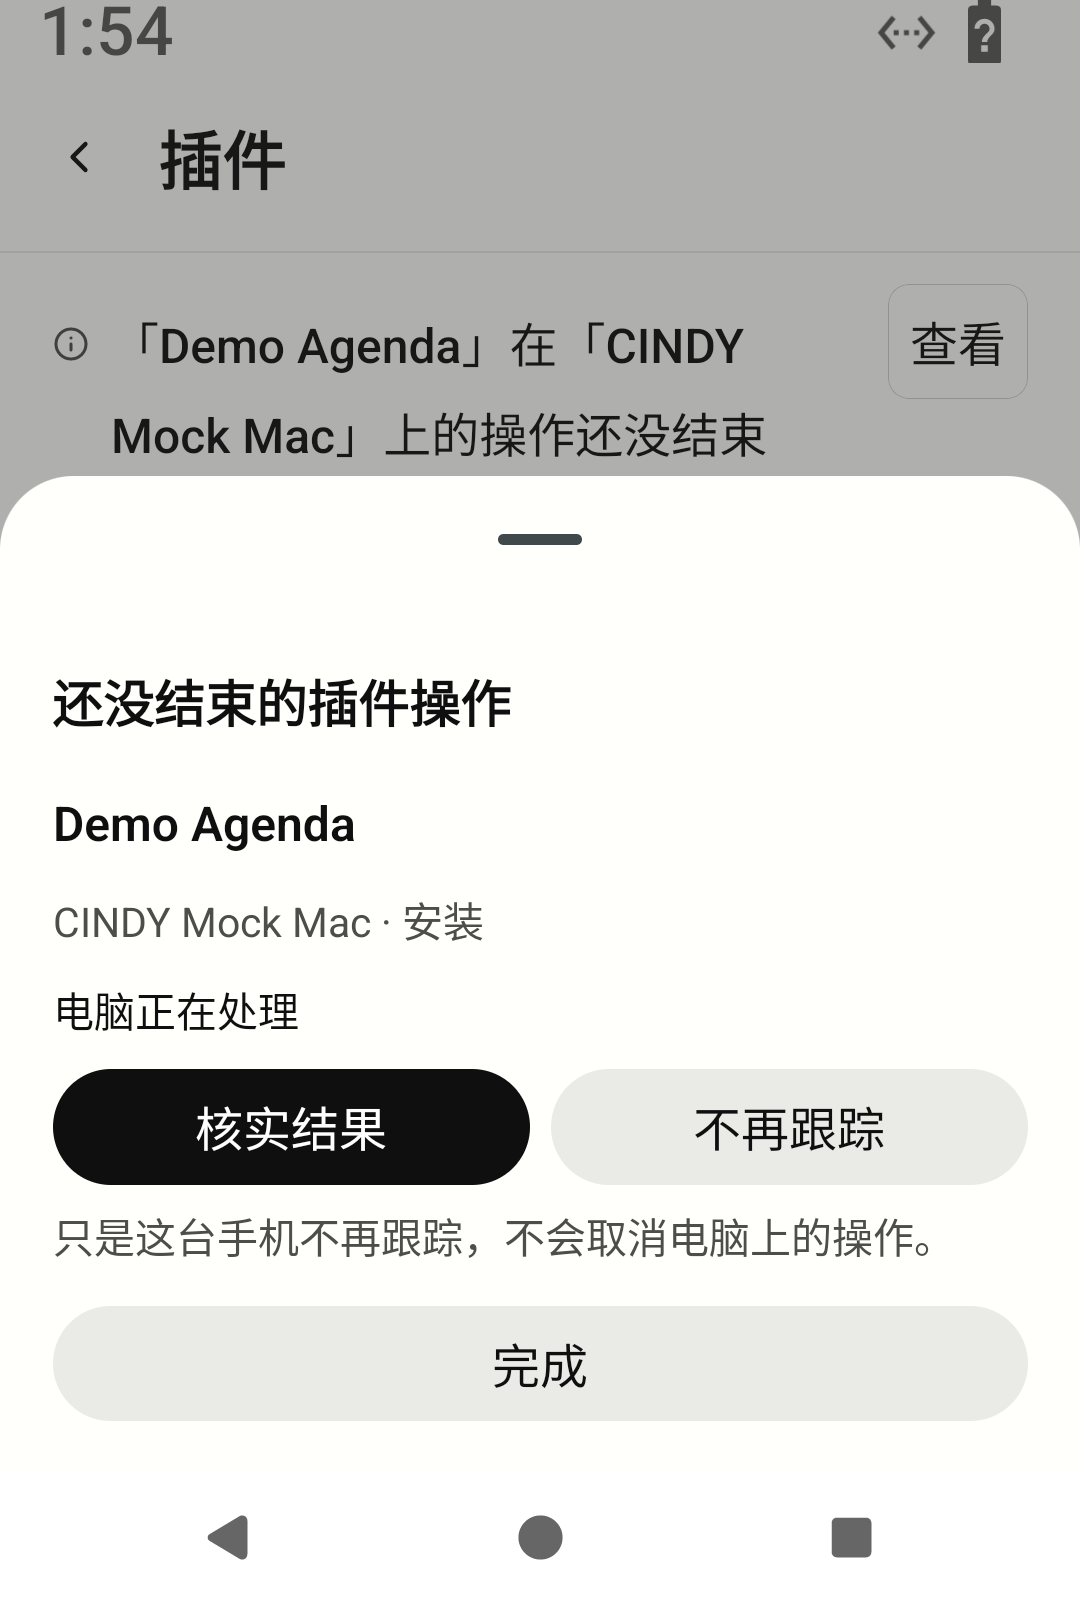 1:54
插件
「Demo Agenda」在「CINDY
Mock Mac」上的操作还没结束
查看
还没结束的插件操作
Demo Agenda
CINDY Mock Mac · 安装
电脑正在处理
核实结果
不再跟踪
只是这台手机不再跟踪，不会取消电脑上的操作。
完成